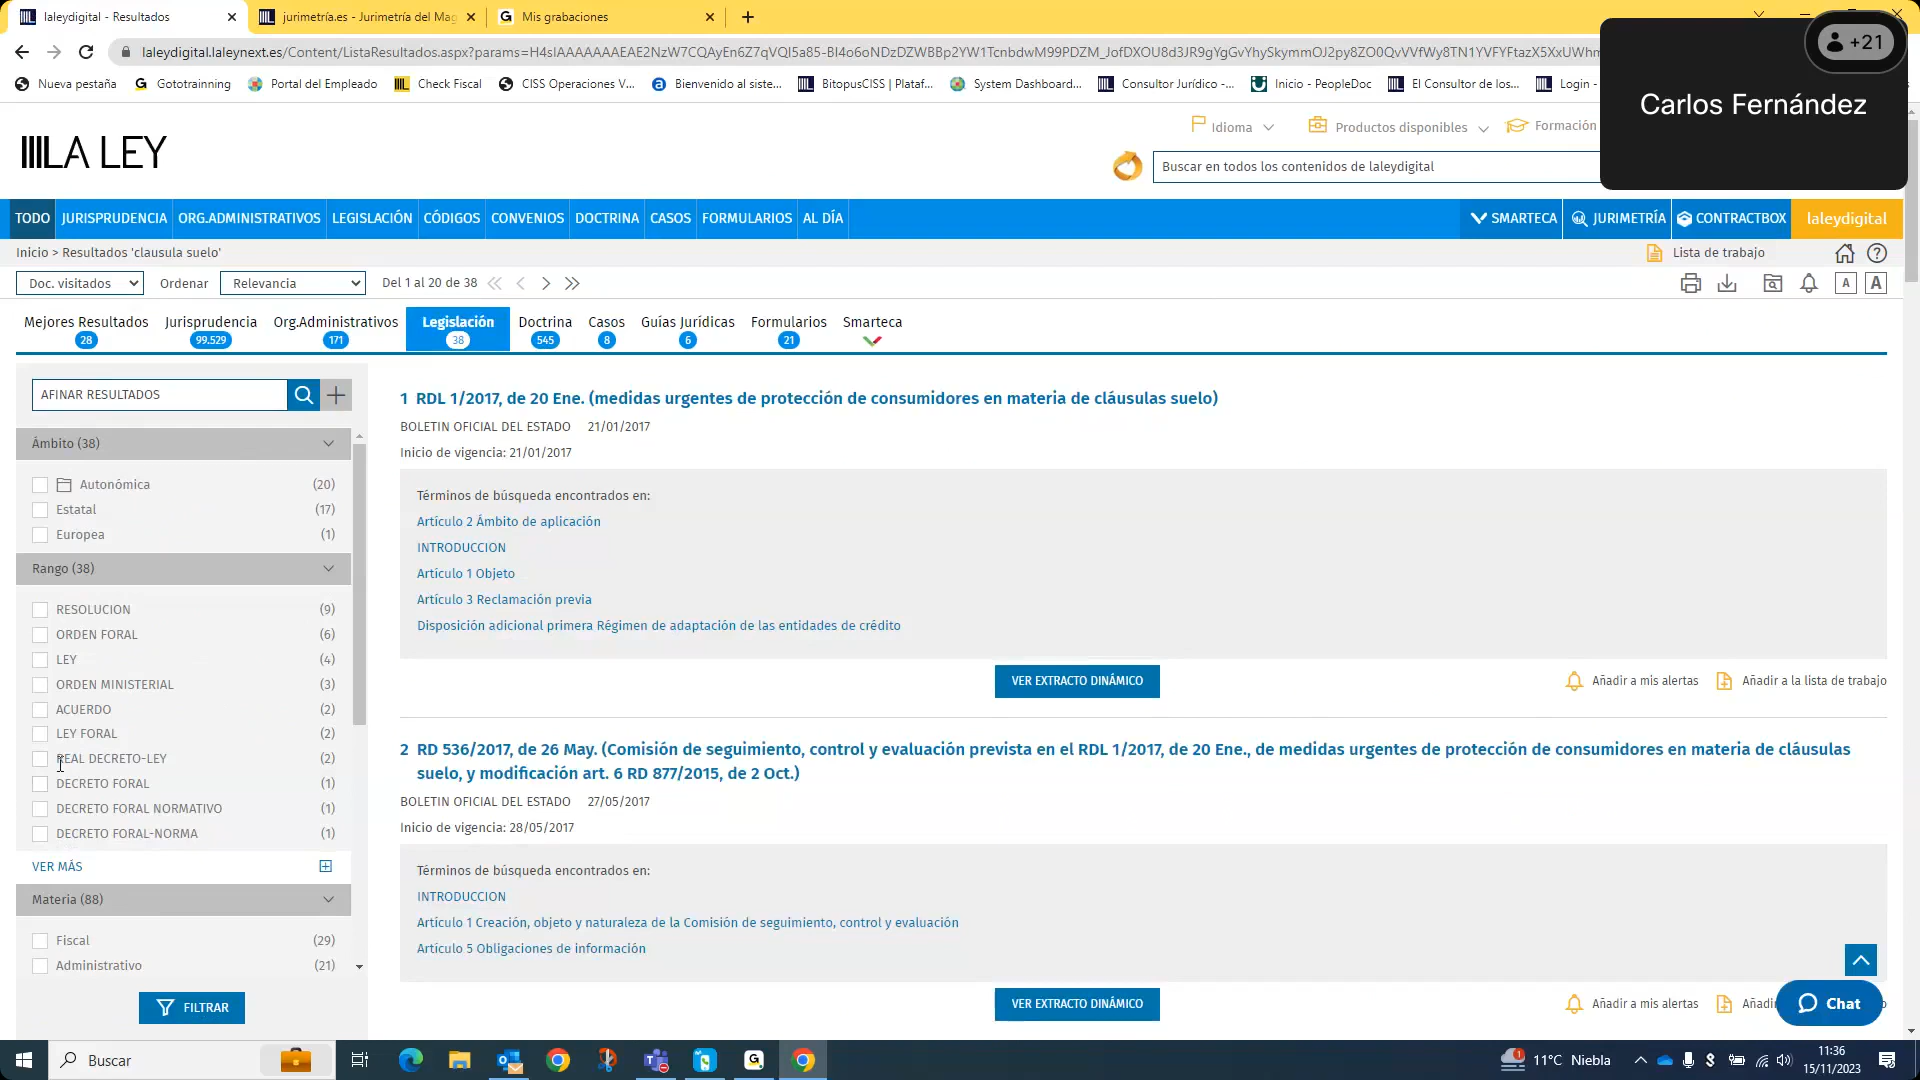 laleydigital - Resultados
jurimetría.es - Jurimetría del Mag
Mis grabaciones
laleydigital.laleynext.es/Content/ListaResultados.aspx?params=
Nueva pestaña
Gototrainning
Portal del Empleado
Check Fiscal
CISS Operaciones V...
Bienvenido al siste...
BitopusCISS | Plataf...
System Dashboard...
Consultor Jurídico -...
Inicio - PeopleDoc
El Consultor de los...
Login -
+21
Carlos Fernández
LA LEY
Idioma
Productos disponibles
Formación
Buscar en todos los contenidos de laleydigital
TODO JURISPRUDENCIA ORG.ADMINISTRATIVOS LEGISLACIÓN CÓDIGOS CONVENIOS DOCTRINA CASOS FORMULARIOS AL DÍA SMARTECA JURIMETRÍA CONTRACTBOX laleydigital
Inicio > Resultados 'clausula suelo'
Lista de trabajo
Doc. visitados Ordenar Relevancia Del 1 al 20 de 38
A A
Mejores Resultados Jurisprudencia Org.Administrativos Legislación Doctrina Casos Guías Jurídicas Formularios Smarteca
28 99.529 171 38 545 8 6 21
AFINAR RESULTADOS
Ámbito (38)
Autonómica (20)
Estatal (17)
Europea (1)
Rango (38)
RESOLUCION (9)
ORDEN FORAL (6)
LEY (4)
ORDEN MINISTERIAL (3)
ACUERDO (2)
LEY FORAL (2)
REAL DECRETO-LEY (2)
DECRETO FORAL (1)
DECRETO FORAL NORMATIVO (1)
DECRETO FORAL-NORMA (1)
VER MÁS
Materia (88)
Fiscal (29)
Administrativo (21)
FILTRAR
1 RDL 1/2017, de 20 Ene. (medidas urgentes de protección de consumidores en materia de cláusulas suelo)
BOLETIN OFICIAL DEL ESTADO 21/01/2017
Inicio de vigencia: 21/01/2017
Términos de búsqueda encontrados en:
Artículo 2 Ámbito de aplicación
INTRODUCCION
Artículo 1 Objeto
Artículo 3 Reclamación previa
Disposición adicional primera Régimen de adaptación de las entidades de crédito
VER EXTRACTO DINÁMICO
Añadir a mis alertas
Añadir a la lista de trabajo
2 RD 536/2017, de 26 May. (Comisión de seguimiento, control y evaluación prevista en el RDL 1/2017, de 20 Ene., de medidas urgentes de protección de consumidores en materia de cláusulas
suelo, y modificación art. 6 RD 877/2015, de 2 Oct.)
BOLETIN OFICIAL DEL ESTADO 27/05/2017
Inicio de vigencia: 28/05/2017
Términos de búsqueda encontrados en:
INTRODUCCION
Artículo 1 Creación, objeto y naturaleza de la Comisión de seguimiento, control y evaluación
Artículo 5 Obligaciones de información
VER EXTRACTO DINÁMICO
Añadir a mis alertas
Chat
Buscar
11°C Niebla
11:36
15/11/2023